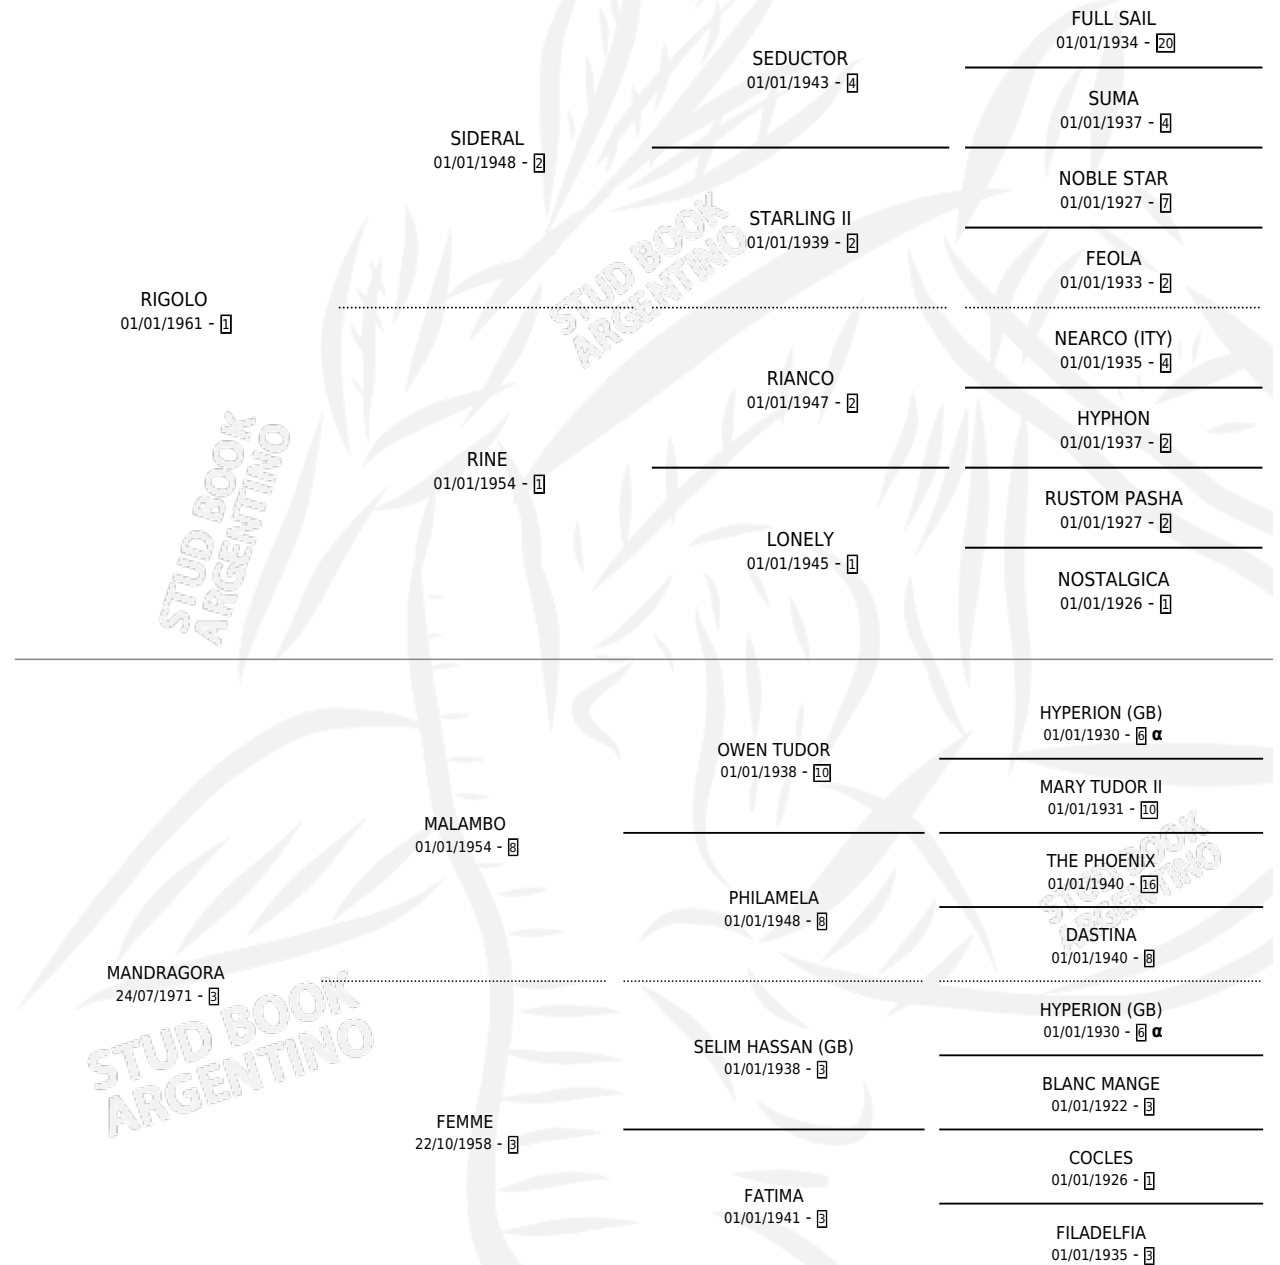 FULL SAIL
01/01/1934 - 20
SEDUCTOR
01/01/1943 - 4
SUMA
01/01/1937 - 4
SIDERAL
01/01/1948 - 2
NOBLE STAR
01/01/1927 - 7
STARLING II
01/01/1939 - 2
FEOLA
01/01/1933 - 2
STUD BOOK
ARGENTINO
RIGOLO
01/01/1961 - 1
NEARCO (ITY)
01/01/1935 - 4
RIANCO
01/01/1947 - 2
HYPHON
01/01/1937 - 2
RINE
01/01/1954 - 1
RUSTOM PASHA
01/01/1927 - 2
LONELY
01/01/1945 - 1
NOSTALGICA
01/01/1926 - 1
STUD BOOK
ARGENTINO
HYPERION (GB)
01/01/1930 - 6 α
OWEN TUDOR
01/01/1938 - 10
MARY TUDOR II
01/01/1931 - 10
MALAMBO
01/01/1954 - 8
THE PHOENIX
01/01/1940 - 16
PHILAMELA
01/01/1948 - 8
DASTINA
01/01/1940 - 8
STUD BOOK
ARGENTINO
MANDRAGORA
24/07/1971 - 3
HYPERION (GB)
01/01/1930 - 6 α
SELIM HASSAN (GB)
01/01/1938 - 3
BLANC MANGE
01/01/1922 - 3
STUD BOOK
ARGENTINO
FEMME
22/10/1958 - 3
COCLES
01/01/1926 - 1
FATIMA
01/01/1941 - 3
FILADELFIA
01/01/1935 - 3